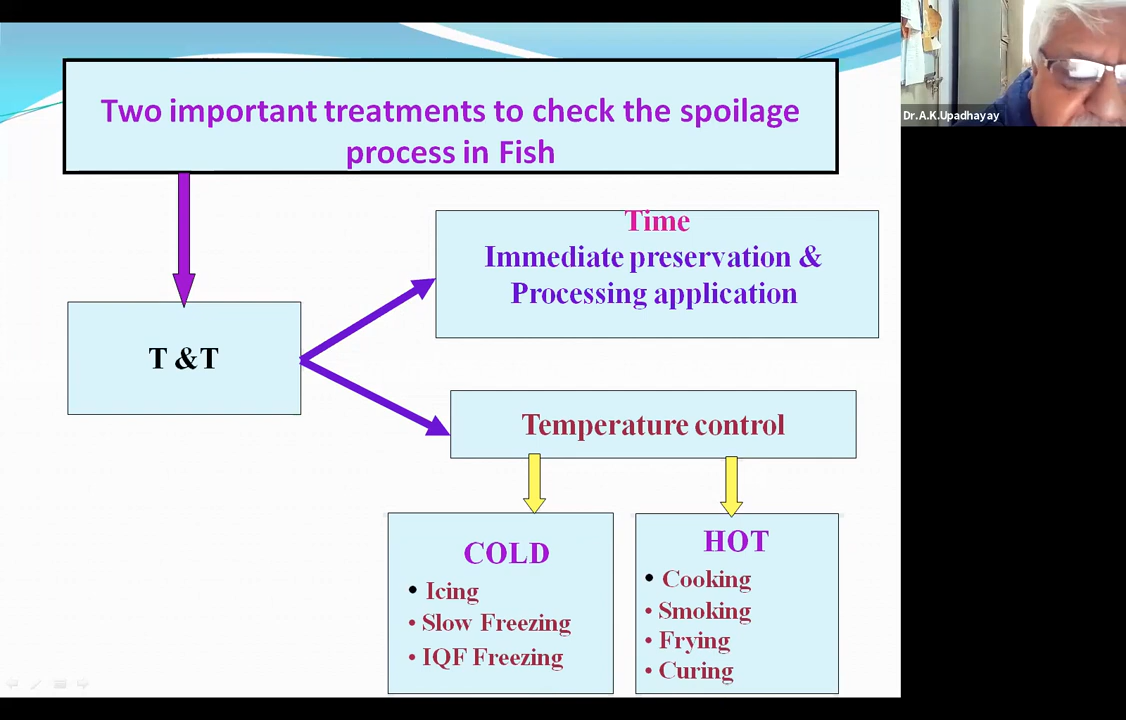 Two important treatments to check the spoilage
process in Fish
Dr.A.K.Upadhayay
Time
Immediate preservation &
Processing application
T &T
Temperature control
COLD
• Icing
• Slow Freezing
• IQF Freezing
HOT
• Cooking
• Smoking
• Frying
• Curing